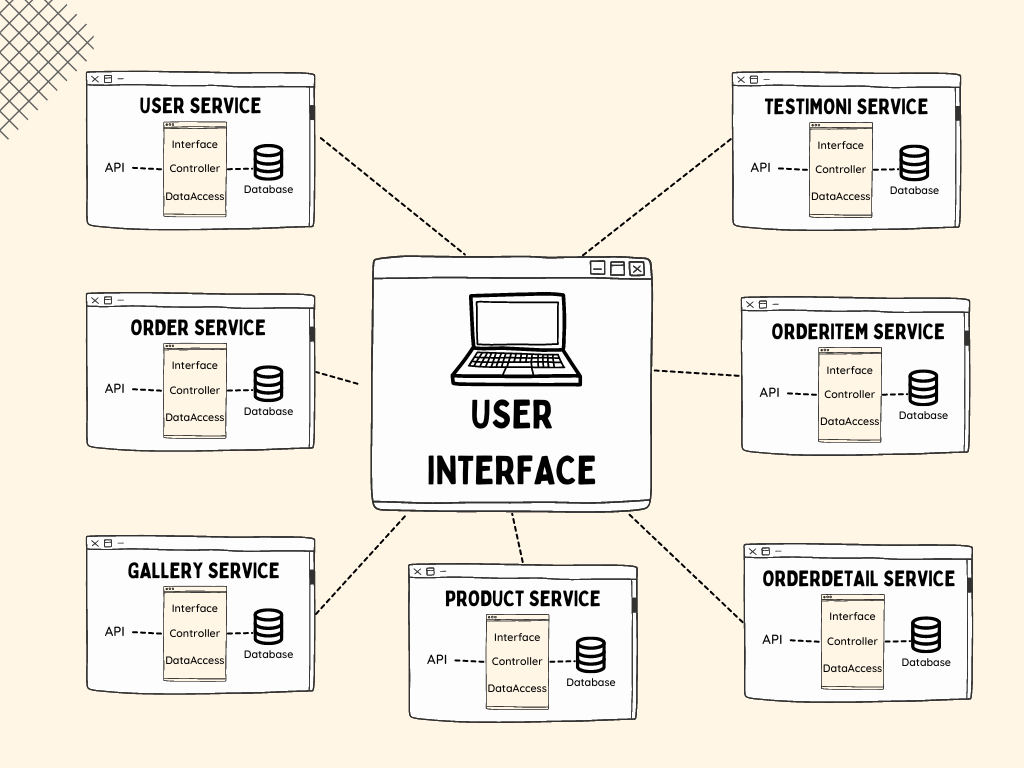 USER SERVICE
Interface
API
Controller
DataAccess
Database
TESTIMONI SERVICE
Interface
API
Controller
DataAccess
Database
ORDER SERVICE
Interface
API
Controller
DataAccess
Database
USER
INTERFACE
ORDERITEM SERVICE
Interface
API
Controller
DataAccess
Database
GALLERY SERVICE
Interface
API
Controller
DataAccess
Database
PRODUCT SERVICE
Interface
API
Controller
DataAccess
Database
ORDERDETAIL SERVICE
Interface
API
Controller
DataAccess
Database